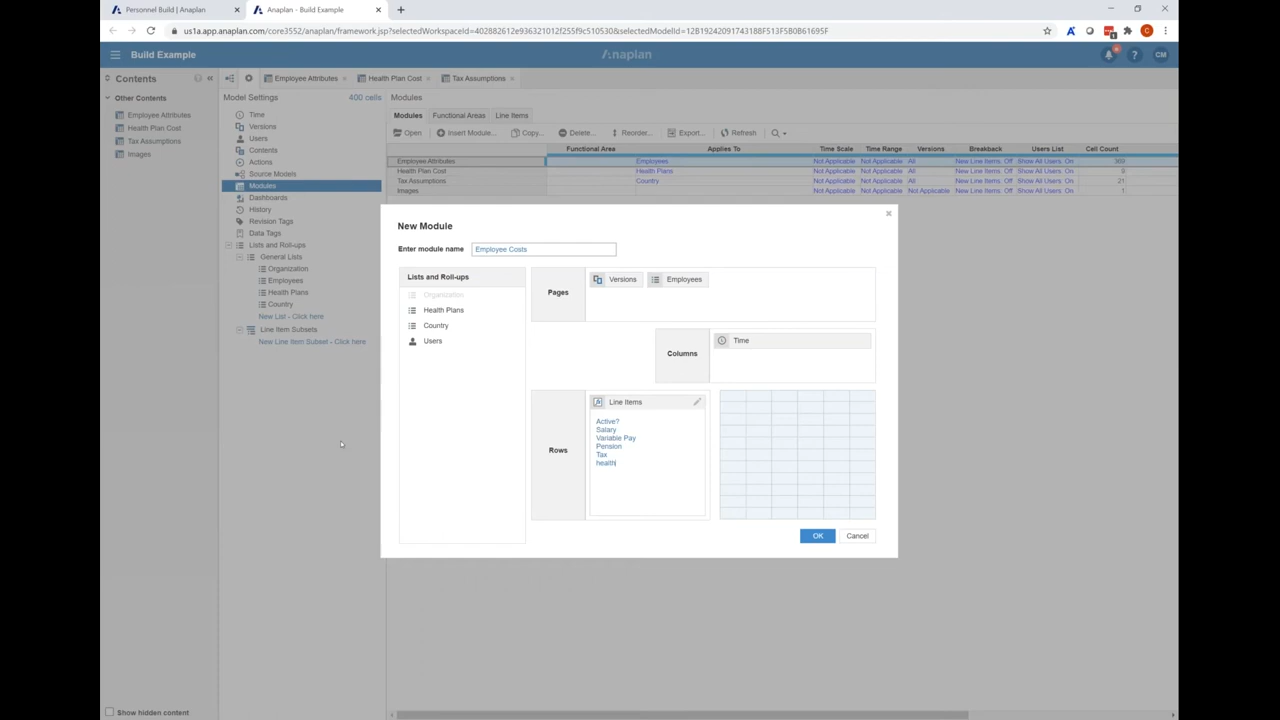 Personnel Build | Anaplan
Anaplan - Build Example
us1a.app.anaplan.com/core3552/anaplan/framework.jsp?selectedWorkspaceId=402882612e936321012f255f9c510530&selectedModelId=12B1924209174318​8F513F5B0B61695F
Build Example
Anaplan
CM
Contents
Other Contents
Employee Attributes
Health Plan Cost
Tax Assumptions
Images
Show hidden content
Employee Attributes
Health Plan Cost
Tax Assumptions
Model Settings
400 cells
Time
Versions
Users
Contents
Actions
Source Models
Modules
Dashboards
History
Revision Tags
Data Tags
Lists and Roll-ups
General Lists
Organization
Employees
Health Plans
Country
New List - Click here
Line Item Subsets
New Line Item Subset - Click here
Modules
Modules Functional Areas Line Items
Open Insert Module... Copy... Delete... Reorder... Export... Refresh
Functional Area Applies To Time Scale Time Range Versions Breakback Users List Cell Count
Employee Attributes Employees Not Applicable Not Applicable All New Line Items: Off Show All Users: On 369
Health Plan Cost Health Plans Not Applicable Not Applicable All New Line Items: Off Show All Users: On 9
Tax Assumptions Country Not Applicable Not Applicable All New Line Items: Off Show All Users: On 21
Images Not Applicable Not Applicable Not Applicable New Line Items: Off Show All Users: On 1
New Module
Enter module name Employee Costs
Lists and Roll-ups
Organization
Health Plans
Country
Users
Pages
Versions
Employees
Columns
Time
Rows
Line Items
Active?
Salary
Variable Pay
Pension
Tax
health
OK
Cancel